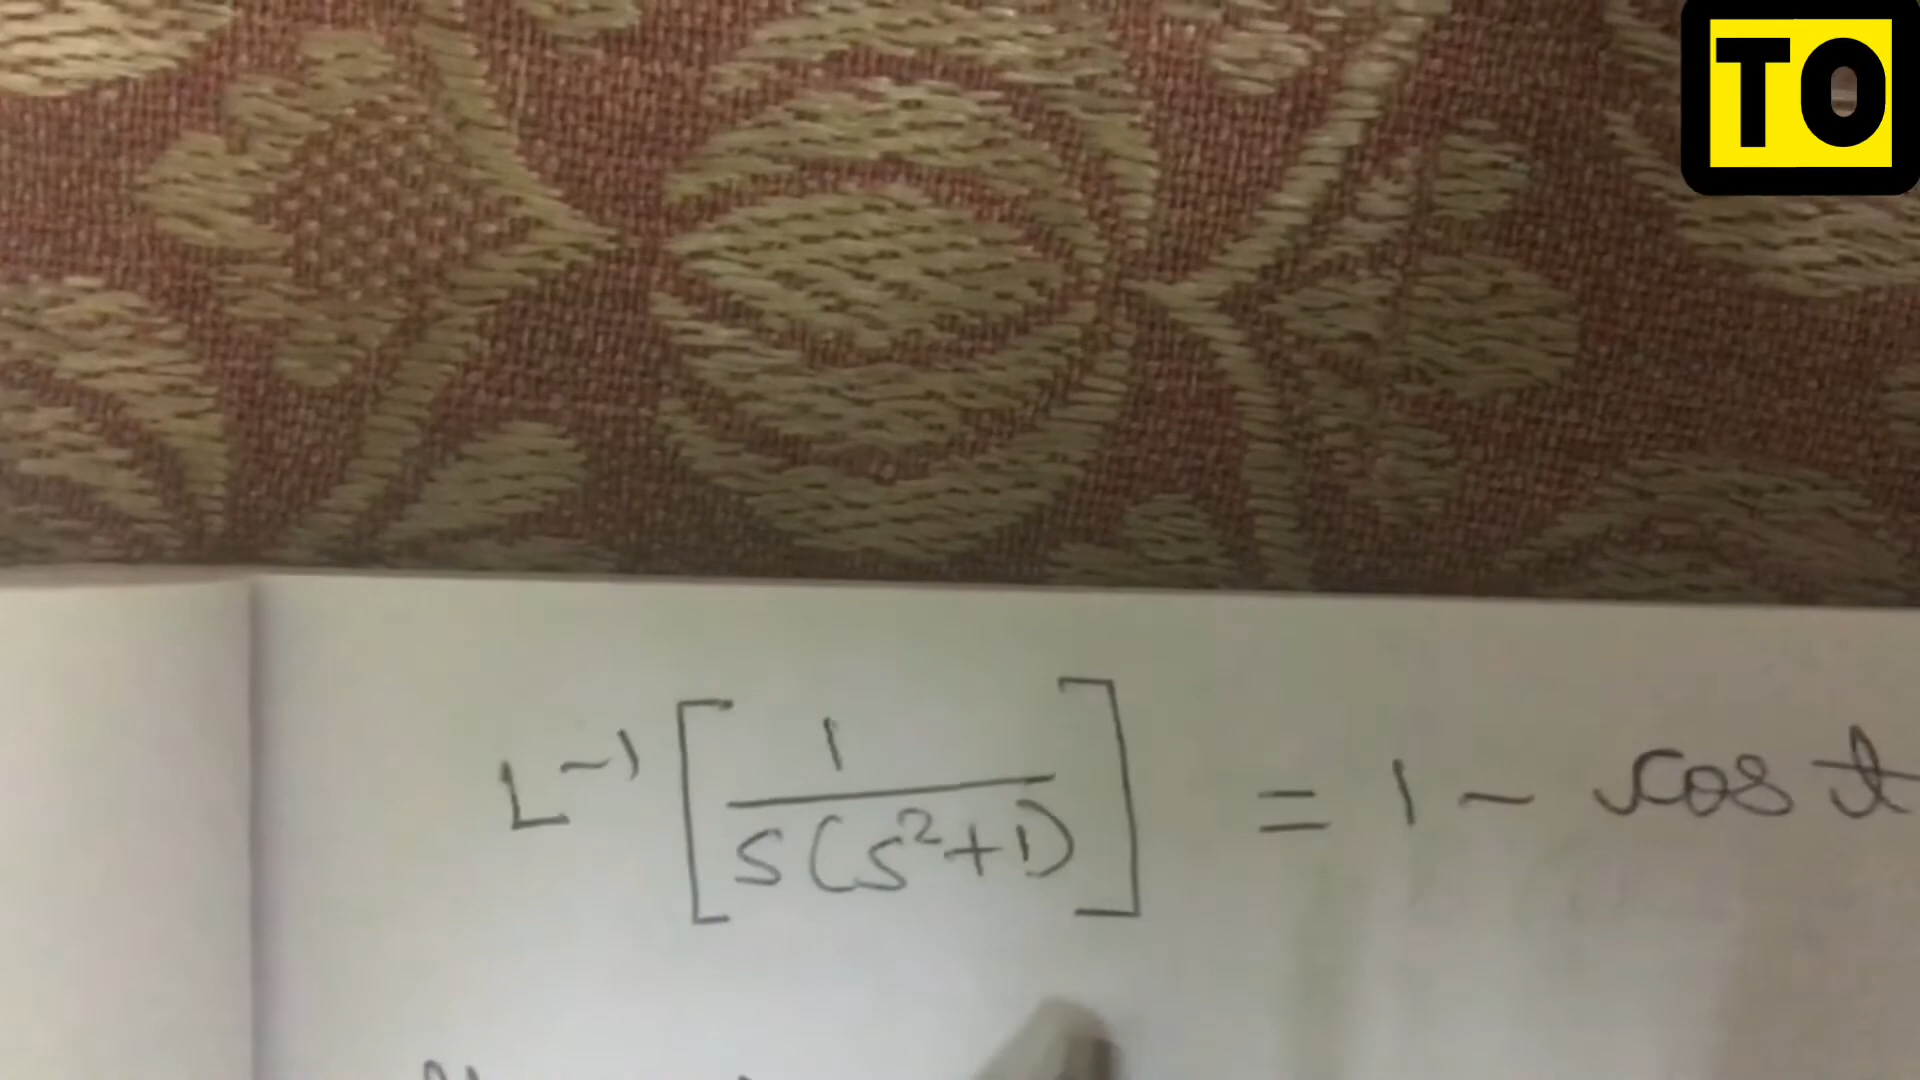 TO
L⁻¹ [ 1 / S(S²+1) ] = 1 - cos t